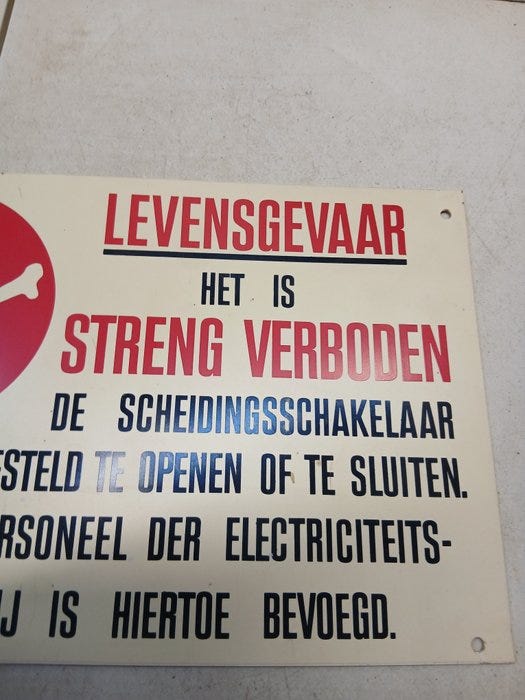 LEVENSGEVAAR
HET IS
STRENG VERBODEN
DE SCHEIDINGSSCHAKELAAR
TE OPENEN OF TE SLUITEN.
DER ELECTRICITEITS-
IS HIERTOE BEVOEGD.